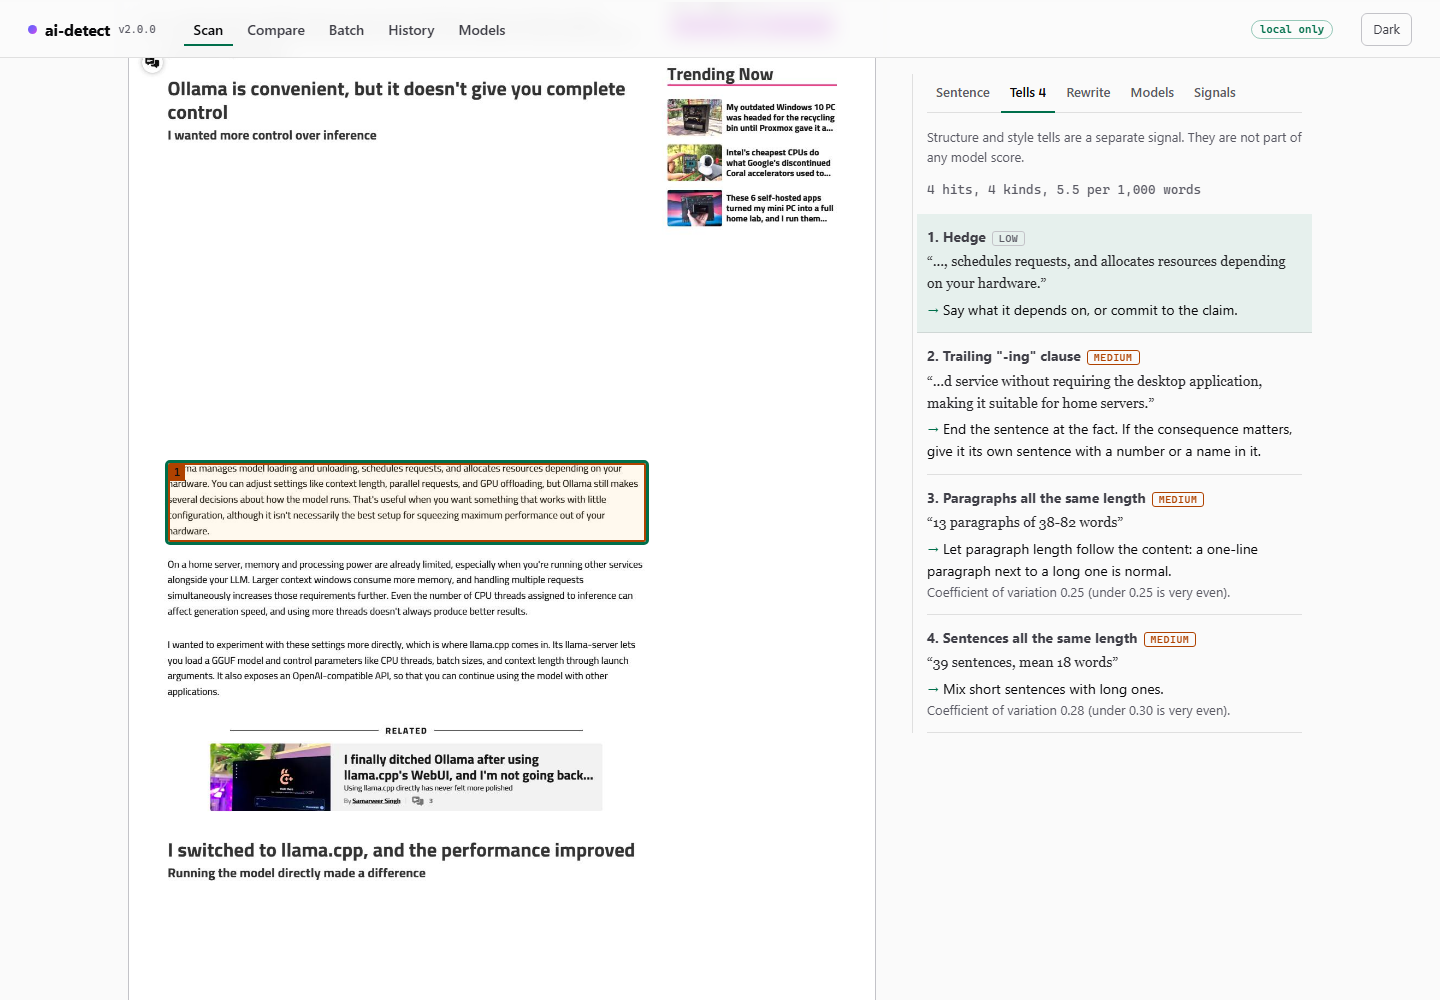 ai-detect v2.0.0
Scan
Compare
Batch
History
Models
local only
Dark
Ollama is convenient, but it doesn't give you complete
control
I wanted more control over inference
Trending Now
My outdated Windows 10 PC
was headed for the recycling
bin until Proxmox gave it a...
Intel's cheapest CPUs do
what Google's discontinued
Coral accelerators used to...
These 6 self-hosted apps
turned my mini PC into a full
home lab, and I run them...
1
ma manages model loading and unloading, schedules requests, and allocates resources depending on your
hardware. You can adjust settings like context length, parallel requests, and GPU offloading, but Ollama still makes
several decisions about how the model runs. That's useful when you want something that works with little
configuration, although it isn't necessarily the best setup for squeezing maximum performance out of your
hardware.
On a home server, memory and processing power are already limited, especially when you're running other services
alongside your LLM. Larger context windows consume more memory, and handling multiple requests
simultaneously increases those requirements further. Even the number of CPU threads assigned to inference can
affect generation speed, and using more threads doesn't always produce better results.
I wanted to experiment with these settings more directly, which is where llama.cpp comes in. Its llama-server lets
you load a GGUF model and control parameters like CPU threads, batch sizes, and context length through launch
arguments. It also exposes an OpenAI-compatible API, so that you can continue using the model with other
applications.
RELATED
I finally ditched Ollama after using
llama.cpp's WebUI, and I'm not going back...
Using llama.cpp directly has never felt more polished
By Samarveer Singh
3
I switched to llama.cpp, and the performance improved
Running the model directly made a difference
Sentence
Tells 4
Rewrite
Models
Signals
Structure and style tells are a separate signal. They are not part of
any model score.
4 hits, 4 kinds, 5.5 per 1,000 words
1. Hedge LOW
“…, schedules requests, and allocates resources depending
on your hardware.”
→ Say what it depends on, or commit to the claim.
2. Trailing "-ing" clause MEDIUM
“…d service without requiring the desktop application,
making it suitable for home servers.”
→ End the sentence at the fact. If the consequence matters,
give it its own sentence with a number or a name in it.
3. Paragraphs all the same length MEDIUM
“13 paragraphs of 38-82 words”
→ Let paragraph length follow the content: a one-line
paragraph next to a long one is normal.
Coefficient of variation 0.25 (under 0.25 is very even).
4. Sentences all the same length MEDIUM
“39 sentences, mean 18 words”
→ Mix short sentences with long ones.
Coefficient of variation 0.28 (under 0.30 is very even).